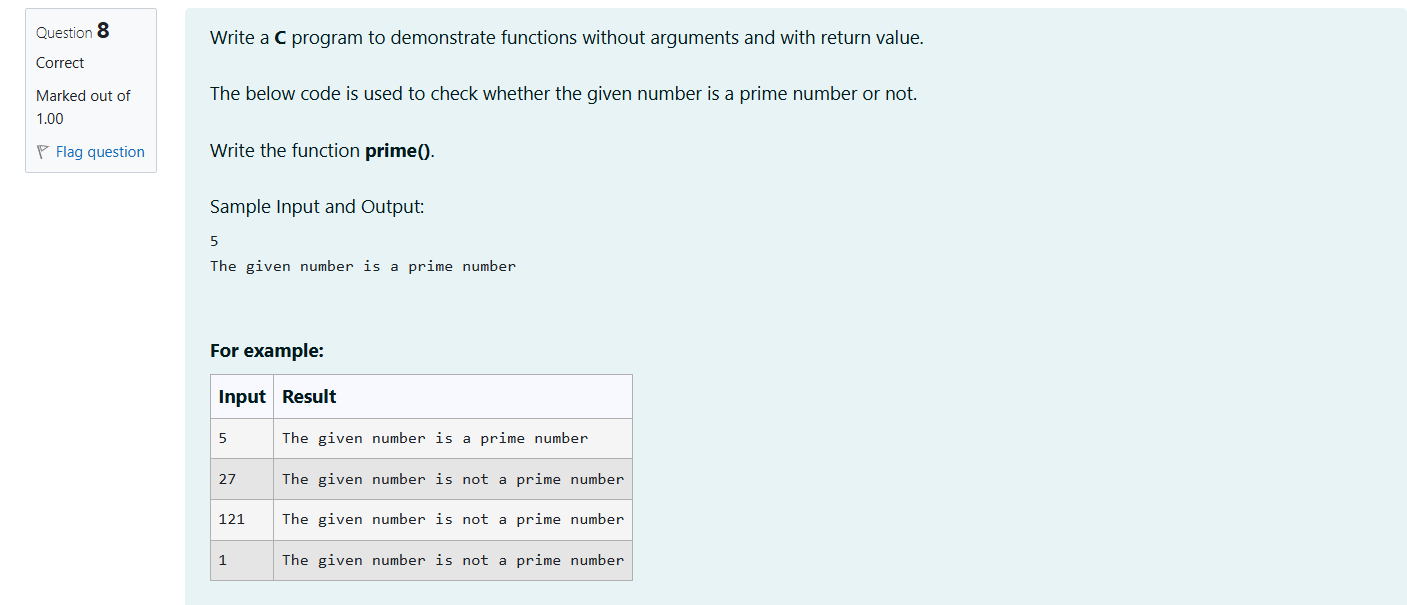 Question 8
Correct
Marked out of
1.00
Flag question
Write a C program to demonstrate functions without arguments and with return value.
The below code is used to check whether the given number is a prime number or not.
Write the function prime().
Sample Input and Output:
5
The given number is a prime number
For example:
Input Result
5 The given number is a prime number
27 The given number is not a prime number
121 The given number is not a prime number
1 The given number is not a prime number